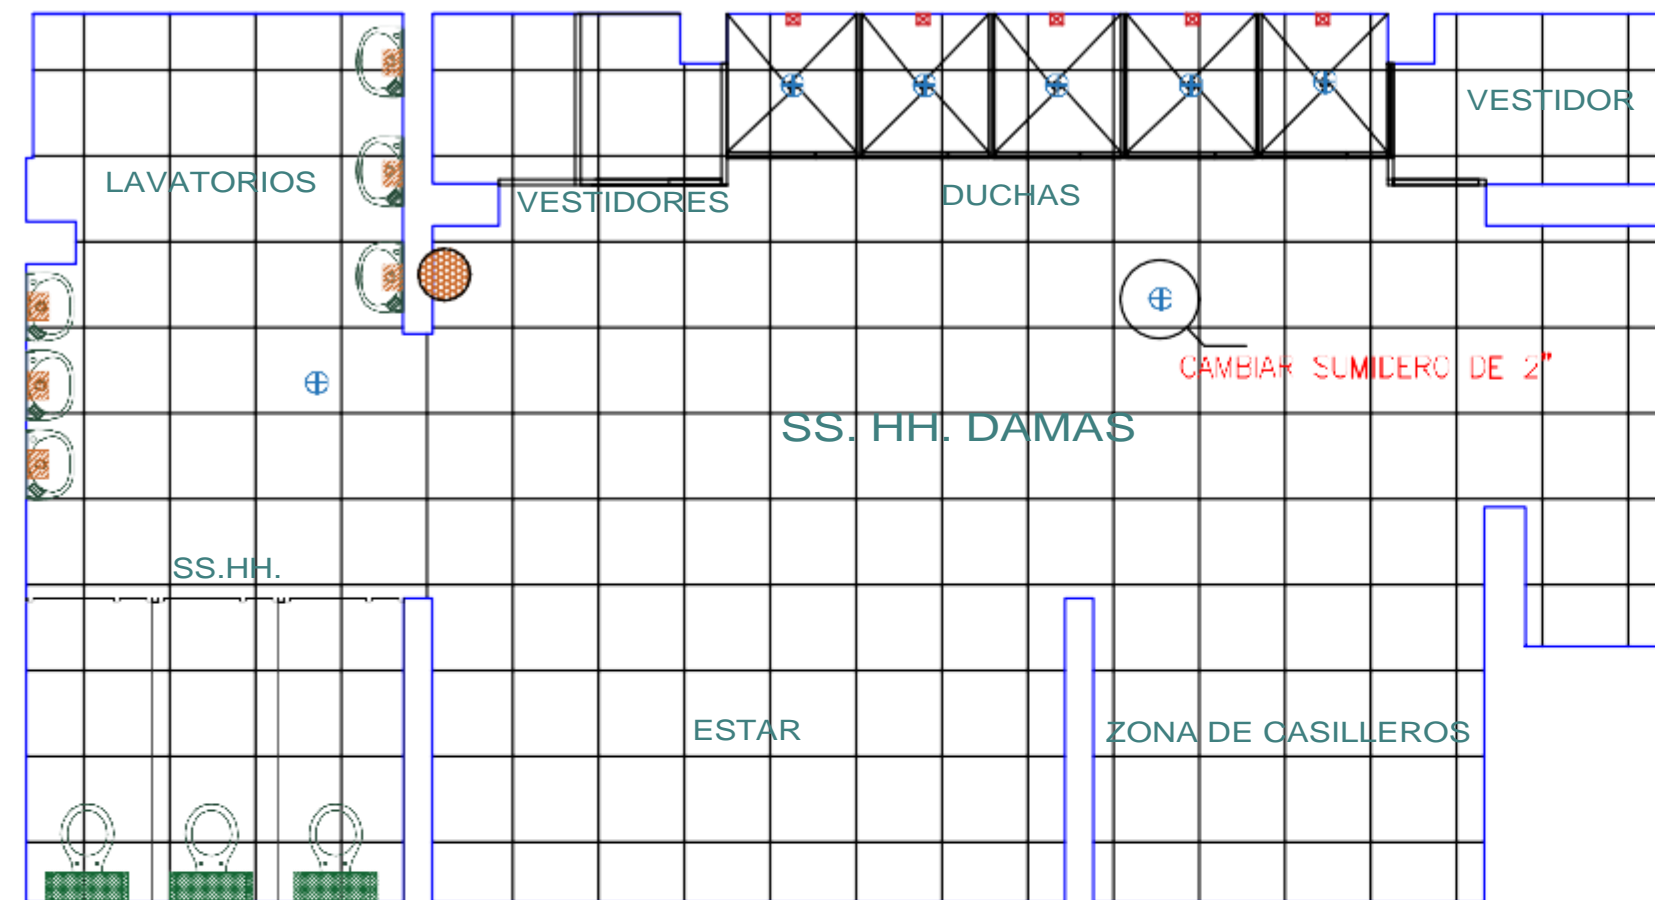 VESTIDOR
LAVATORIOS
VESTIDORES
DUCHAS
CAMBIAR SUMIDERO DE 2"
SS. HH. DAMAS
SS.HH.
ESTAR
ZONA DE CASILLEROS